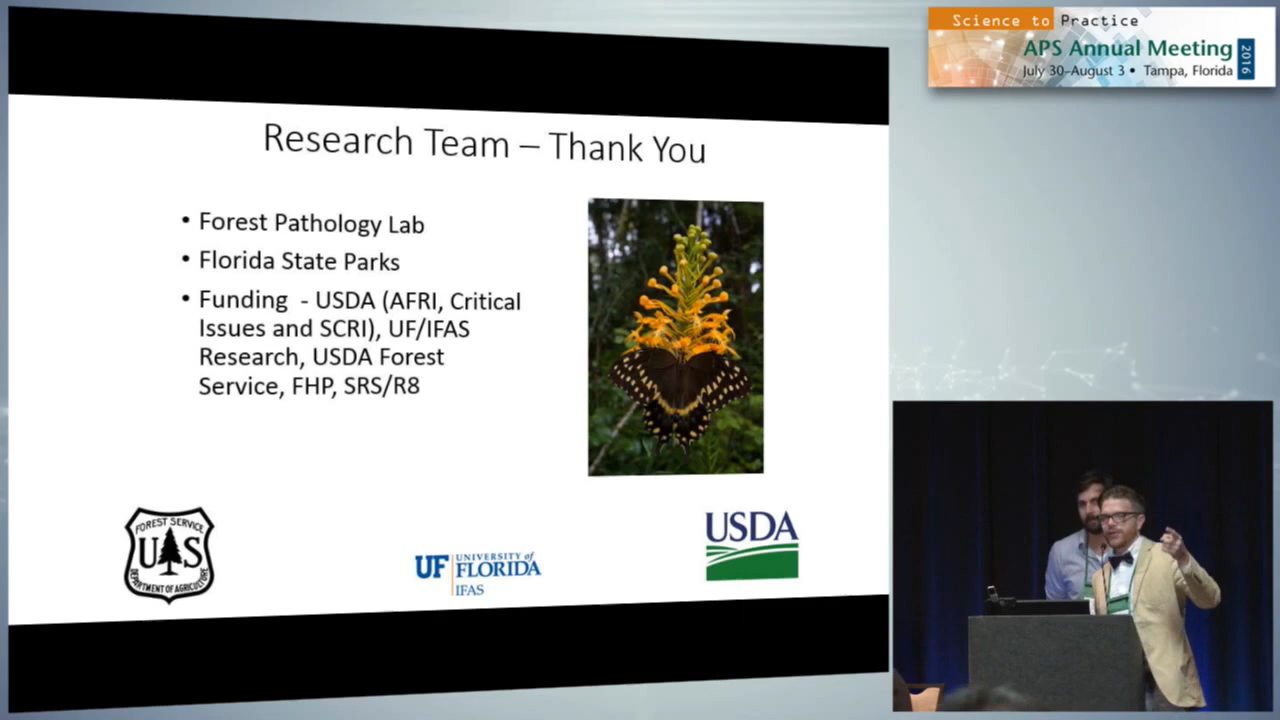 Science to Practice
APS Annual Meeting
2016
July 30–August 3 • Tampa, Florida
Research Team – Thank You
• Forest Pathology Lab
• Florida State Parks
• Funding - USDA (AFRI, Critical
Issues and SCRI), UF/IFAS
Research, USDA Forest
Service, FHP, SRS/R8
FOREST SERVICE
U S
DEPARTMENT OF AGRICULTURE
UF UNIVERSITY of
FLORIDA
IFAS
USDA